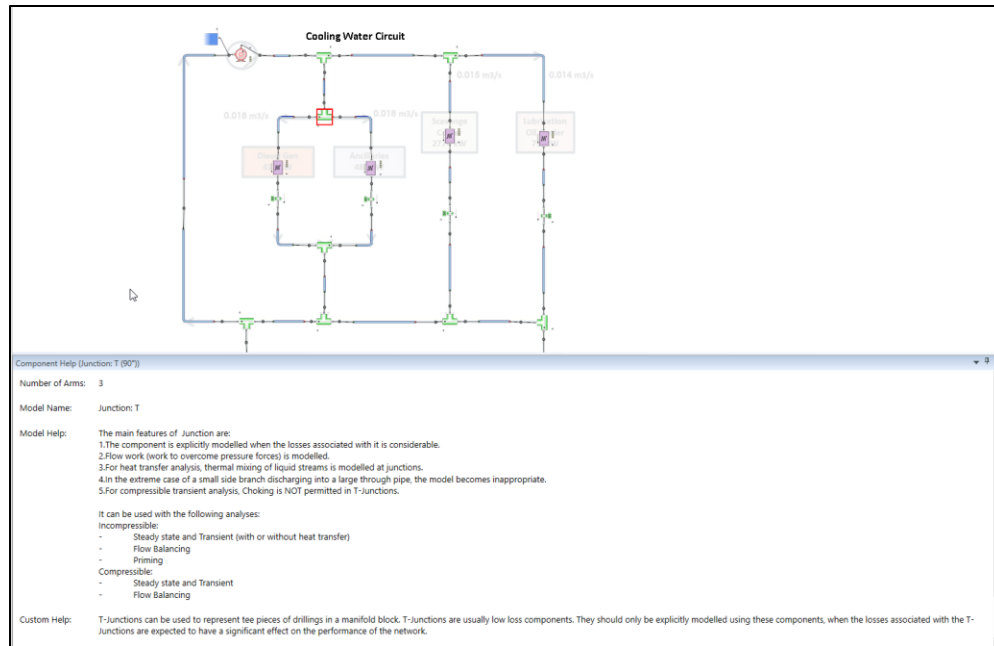 Cooling Water Circuit
0.018 m3/s
0.014 m3/s
0.018 m3/s
0.018 m3/s
Component Help (Junction: T (90°))
Number of Arms: 3
Model Name: Junction: T
Model Help: The main features of Junction are:
1.The component is explicitly modelled when the losses associated with it is considerable.
2.Flow work (work to overcome pressure forces) is modelled.
3.For heat transfer analysis, thermal mixing of liquid streams is modelled at junctions.
4.In the extreme case of a small side branch discharging into a large through pipe, the model becomes inappropriate.
5.For compressible transient analysis, Choking is NOT permitted in T-Junctions.
It can be used with the following analyses:
Incompressible:
- Steady state and Transient (with or without heat transfer)
- Flow Balancing
- Priming
Compressible:
- Steady state and Transient
- Flow Balancing
Custom Help: T-Junctions can be used to represent tee pieces of drillings in a manifold block. T-Junctions are usually low loss components. They should only be explicitly modelled using these components, when the losses associated with the T-
Junctions are expected to have a significant effect on the performance of the network.